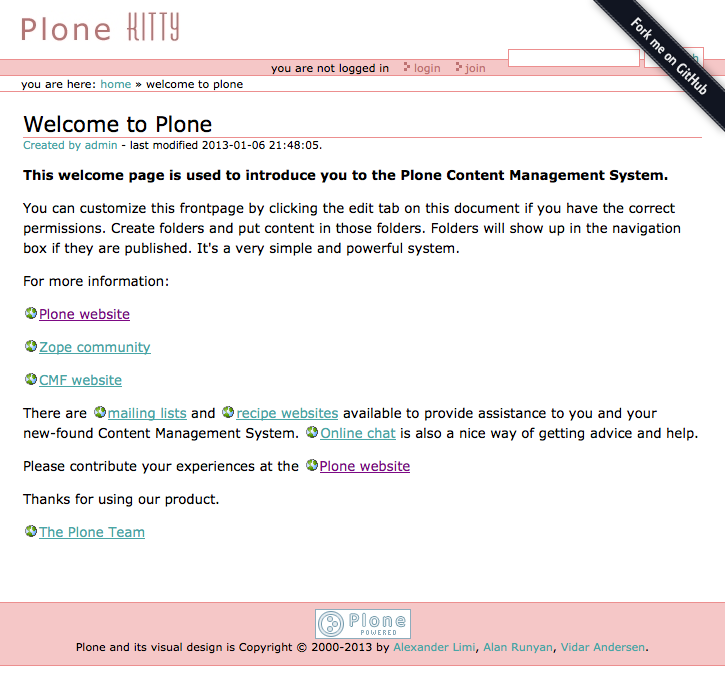 Plone KITTY
Fork me on GitHub
you are not logged in login join
you are here: home » welcome to plone
Welcome to Plone
Created by admin - last modified 2013-01-06 21:48:05.
This welcome page is used to introduce you to the Plone Content Management System.
You can customize this frontpage by clicking the edit tab on this document if you have the correct
permissions. Create folders and put content in those folders. Folders will show up in the navigation
box if they are published. It's a very simple and powerful system.
For more information:
Plone website
Zope community
CMF website
There are mailing lists and recipe websites available to provide assistance to you and your
new-found Content Management System. Online chat is also a nice way of getting advice and help.
Please contribute your experiences at the Plone website
Thanks for using our product.
The Plone Team
Plone
POWERED
Plone and its visual design is Copyright © 2000-2013 by Alexander Limi, Alan Runyan, Vidar Andersen.